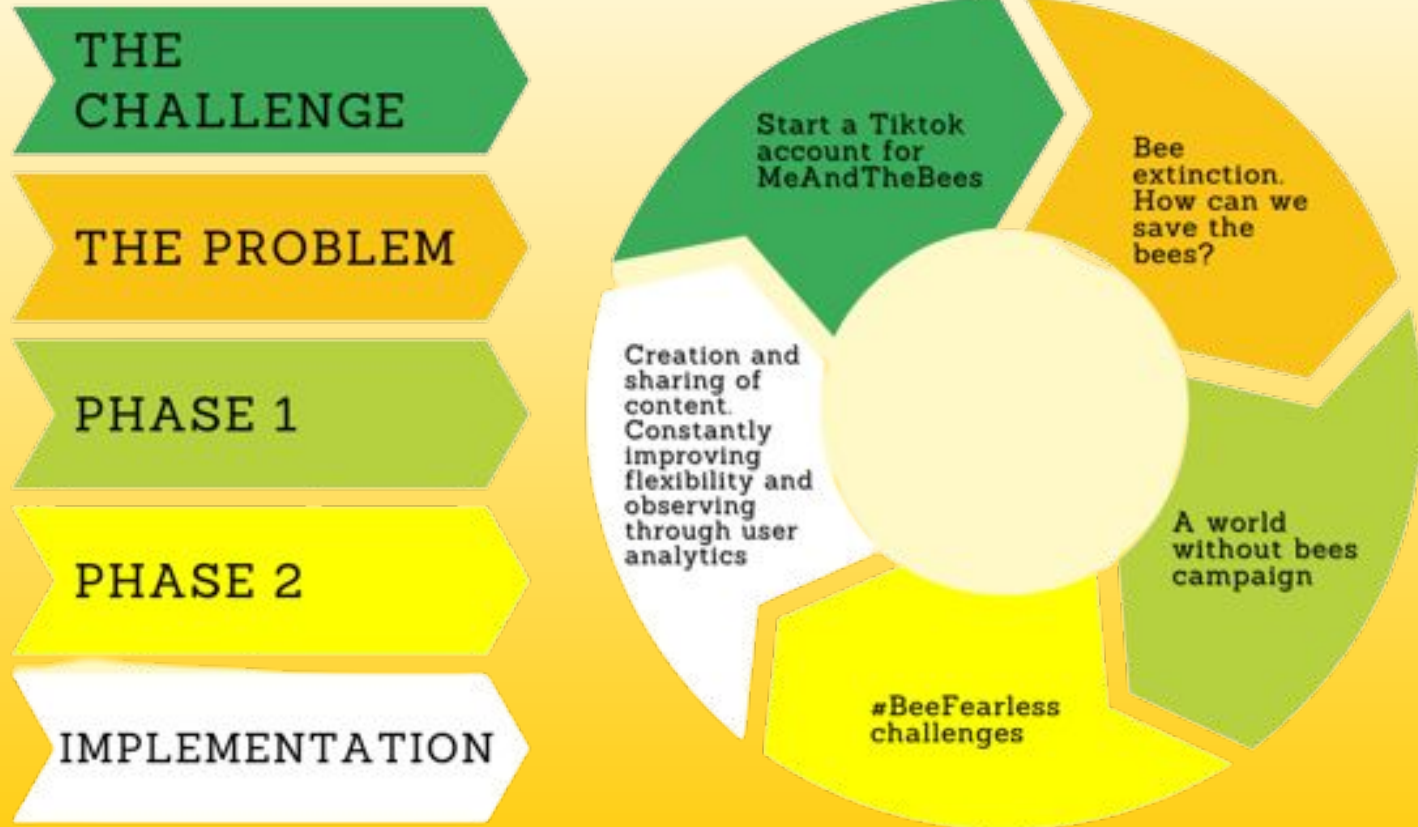 THE
CHALLENGE
THE PROBLEM
PHASE 1
PHASE 2
IMPLEMENTATION
Start a Tiktok
account for
MeAndTheBees
Bee
extinction.
How can we
save the
bees?
A world
without bees
campaign
#BeeFearless
challenges
Creation and
sharing of
content.
Constantly
improving
flexibility and
observing
through user
analytics